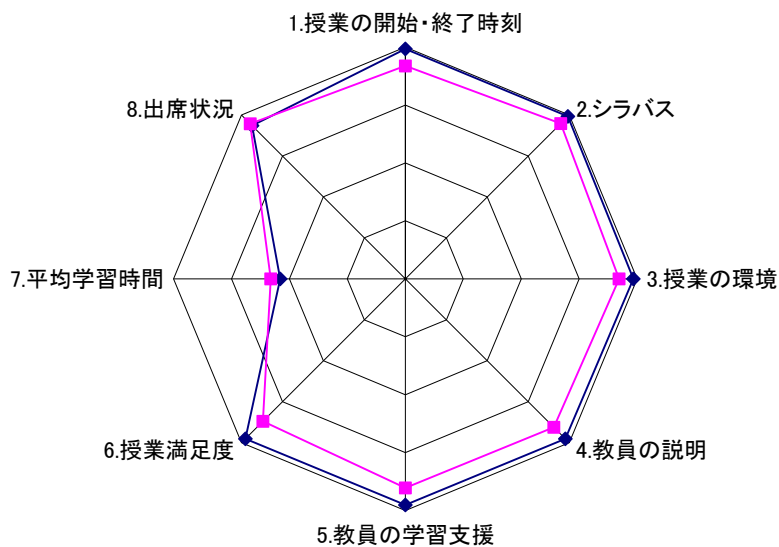 1.授業の開始・終了時刻
2.シラバス
3.授業の環境
4.教員の説明
5.教員の学習支援
6.授業満足度
7.平均学習時間
8.出席状況